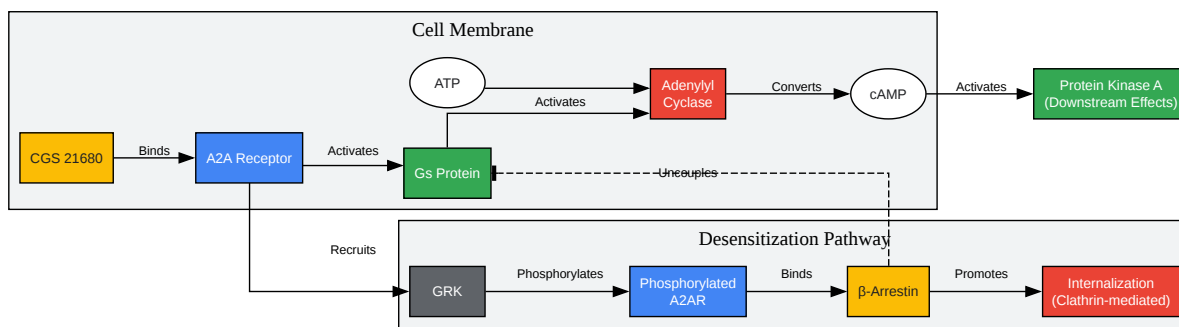 Cell Membrane
ATP
Activates
Adenylyl
Cyclase
Converts
cAMP
Activates
Protein Kinase A
(Downstream Effects)
CGS 21680
Binds
A2A Receptor
Activates
Gs Protein
Uncouples
Desensitization Pathway
Recruits
GRK
Phosphorylates
Phosphorylated
A2AR
Binds
β-Arrestin
Promotes
Internalization
(Clathrin-mediated)